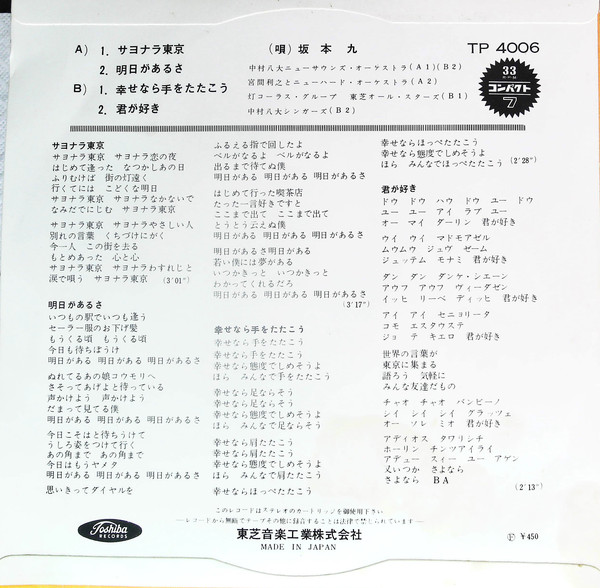 A) 1. サヨナラ東京
2. 明日があるさ
B) 1. 幸せなら手をたたこう
2. 君が好き
(唄) 坂本九
TP 4006
中村八大ニューサウンズ・オーケストラ(A1)(B2)
宮間利之とニューハード・オーケストラ(A2)
灯コーラス・グループ 東芝オール・スターズ(B1)
中村八大シンガーズ(B2)
33
コンパクト
7
サヨナラ東京
サヨナラ東京 サヨナラ恋の夜
はじめて逢った なつかしあの日
ふりむけば 街の灯遠く
行くてには こどくな明日
サヨナラ東京 サヨナラなかないで
なみだでにじむ サヨナラ東京
サヨナラ東京 サヨナラやさしい人
別れの言葉 くちづけにがく
今一人 この街を去る
もとめあった 心と心
サヨナラ東京 サヨナラわすれじと
涙で唄う サヨナラ東京 (3'01")
明日があるさ
いつもの駅でいつも逢う
セーラー服のお下げ髪
もうくる頃 もうくる頃
今日も待ちぼうけ
明日がある 明日がある 明日があるさ
ぬれてるあの娘コウモリへ
さそってあげよと待っている
声かけよう 声かけよう
だまって見てる僕
明日がある 明日がある 明日があるさ
今日こそはと待ちうけて
うしろ姿をつけて行く
あの角まで あの角まで
今日はもうヤメタ
明日がある 明日がある 明日があるさ
思いきってダイヤルを
ふるえる指で回したよ
ベルがなるよ ベルがなるよ
出るまで待てぬ僕
明日がある 明日がある 明日があるさ
はじめて行った喫茶店
たった一言好きですと
ここまで出て ここまで出て
とうとう云えぬ僕
明日がある 明日がある 明日があるさ
明日があるさ明日がある
若い僕には夢がある
いつかきっと いつかきっと
わかってくれるだろ
明日がある 明日がある 明日があるさ
(3'17")
幸せなら手をたたこう
幸せなら手をたたこう
幸せなら手をたたこう
幸せなら態度でしめそうよ
ほら みんなで手をたたこう
幸せなら足ならそう
幸せなら足ならそう
幸せなら態度でしめそうよ
ほら みんなで足ならそう
幸せなら肩たたこう
幸せなら肩たたこう
幸せなら態度でしめそうよ
ほら みんなで肩たたこう
幸せならほっぺたたこう
幸せならほっぺたたこう
幸せなら態度でしめそうよ
ほら みんなでほっぺたたこう (2'28")
君が好き
ドウ ドウ ハウ ドウ ユー ドウ
ユー ユー アイ ラブ ユー
オー マイ ダーリン 君が好き
ウイ ウイ マドモアゼル
ムウムウ ジュヴ ゼーム
ジュッテム モナミ 君が好き
ダン ダン ダンケ・シエーン
アウフ アウフ ヴィーダゼン
イッヒ リーベ ディッヒ 君が好き
アイ アイ セニョリータ
コモ エスタウステ
ジョ テ キエロ 君が好き
世界の言葉が
東京に集まる
語ろう 気軽に
みんな友達だもの
チャオ チャオ バンビーノ
シイ シイ シイ グラッツェ
オー ソレ ミオ 君が好き
アディオス タワリシチ
ホーリン チンツアイライ
アデュー スィー ユー アゲン
又いつか さよなら
さよなら BA
(2'13")
このレコードはステレオのカートリッジを御使用下さい
―レコードから無断でテープその他に録音することは法律で禁じられています―
Toshiba
RECORDS
東芝音楽工業株式会社
MADE IN JAPAN
Ⓟ ¥450